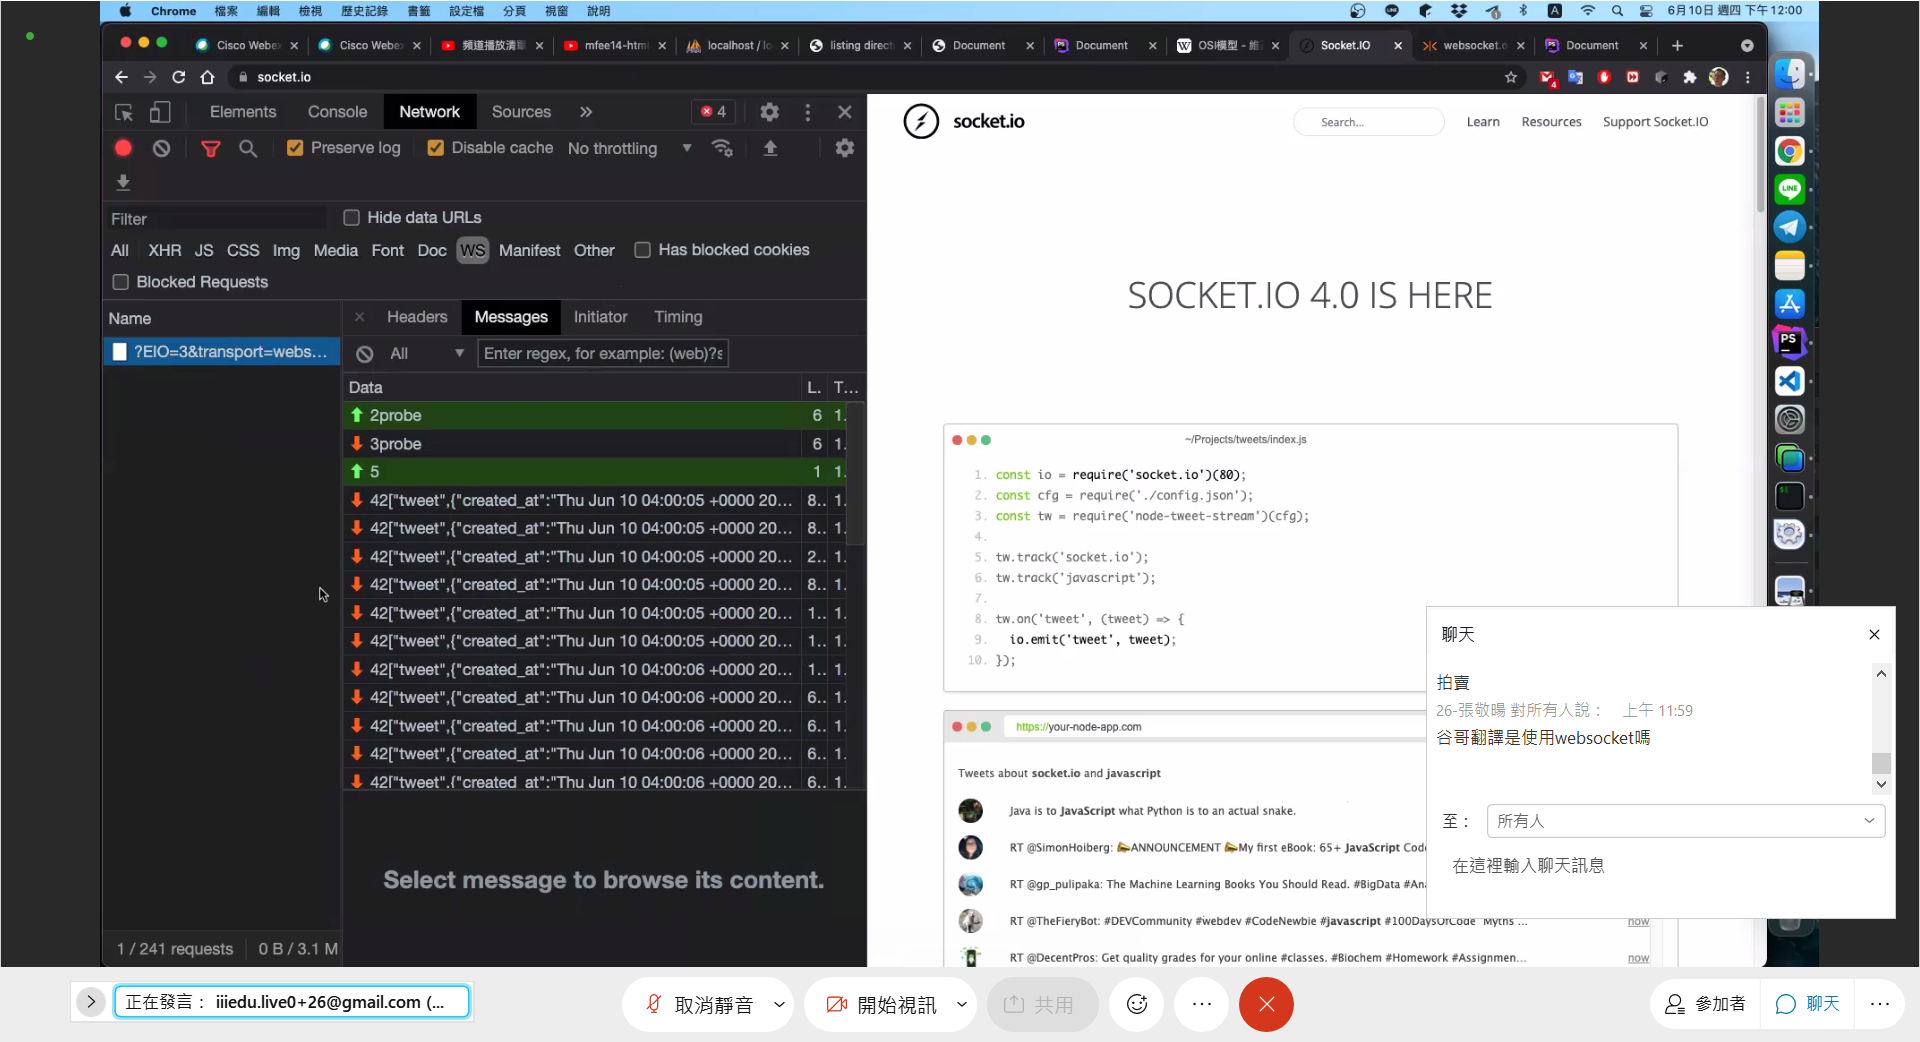 Chrome 檔案 編輯 檢視 歷史記錄 書籤 設定檔 分頁 視窗 說明
6月10日 週四 下午12:00
Cisco Webex
Cisco Webex
頻道播放清單
mfee14-html
localhost / lo
listing direct
Document
Document
OSI模型 - 維
Socket.IO
websocket.o
Document
socket.io
Elements Console Network Sources 4
Preserve log Disable cache No throttling
Filter Hide data URLs
All XHR JS CSS Img Media Font Doc WS Manifest Other Has blocked cookies
Blocked Requests
Name
?EIO=3&transport=webs...
Headers Messages Initiator Timing
All Enter regex, for example: (web)?s
Data L. T...
2probe 6 1.
3probe 6 1.
5 1 1.
42["tweet",{"created_at":"Thu Jun 10 04:00:05 +0000 20... 8.. 1.
42["tweet",{"created_at":"Thu Jun 10 04:00:05 +0000 20... 8.. 1.
42["tweet",{"created_at":"Thu Jun 10 04:00:05 +0000 20... 2.. 1.
42["tweet",{"created_at":"Thu Jun 10 04:00:05 +0000 20... 8.. 1.
42["tweet",{"created_at":"Thu Jun 10 04:00:05 +0000 20... 1.. 1.
42["tweet",{"created_at":"Thu Jun 10 04:00:05 +0000 20... 1.. 1.
42["tweet",{"created_at":"Thu Jun 10 04:00:06 +0000 20... 1.. 1.
42["tweet",{"created_at":"Thu Jun 10 04:00:06 +0000 20... 6.. 1.
42["tweet",{"created_at":"Thu Jun 10 04:00:06 +0000 20... 6.. 1.
42["tweet",{"created_at":"Thu Jun 10 04:00:06 +0000 20... 6.. 1.
42["tweet",{"created_at":"Thu Jun 10 04:00:06 +0000 20... 6.. 1.
Select message to browse its content.
1 / 241 requests 0 B / 3.1 M
socket.io
Search...
Learn Resources Support Socket.IO
SOCKET.IO 4.0 IS HERE
~/Projects/tweets/index.js
1. const io = require('socket.io')(80);
2. const cfg = require('./config.json');
3. const tw = require('node-tweet-stream')(cfg);
4.
5. tw.track('socket.io');
6. tw.track('javascript');
7.
8. tw.on('tweet', (tweet) => {
9. io.emit('tweet', tweet);
10. });
https://your-node-app.com
Tweets about socket.io and javascript
Java is to JavaScript what Python is to an actual snake.
RT @SimonHoiberg: 📣ANNOUNCEMENT 📣My first eBook: 65+ JavaScript Cod
RT @gp_pulipaka: The Machine Learning Books You Should Read. #BigData #Ana
RT @TheFieryBot: #DEVCommunity #webdev #CodeNewbie #javascript #100DaysOfCode Myths ... now
RT @DecentPros: Get quality grades for your online #classes. #Biochem #Homework #Assignmen... now
聊天
拍賣
26-張敬暘 對所有人說： 上午 11:59
谷哥翻譯是使用websocket嗎
至： 所有人
在這裡輸入聊天訊息
正在發言： iiiedu.live0+26@gmail.com (...
取消靜音
開始視訊
共用
參加者
聊天